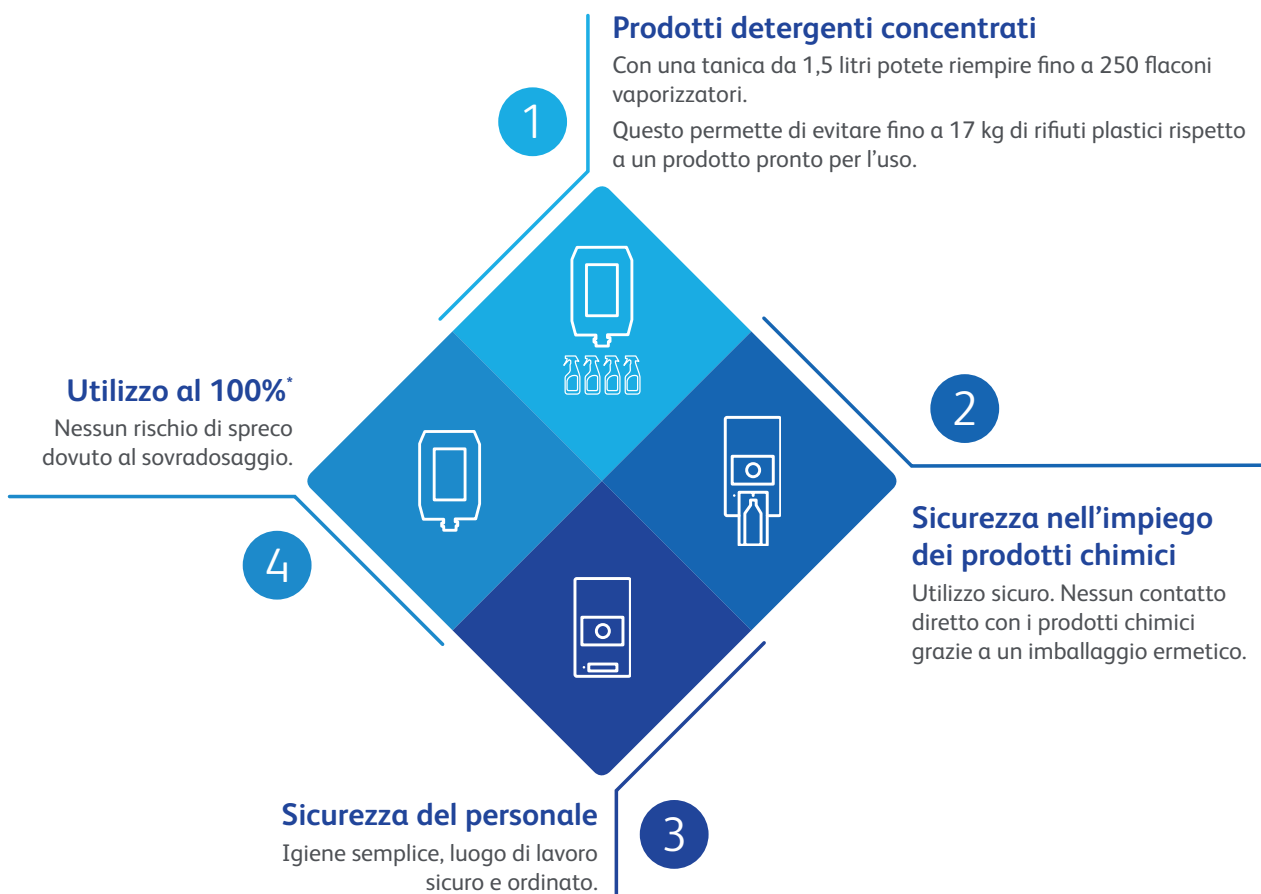 1
Prodotti detergenti concentrati
Con una tanica da 1,5 litri potete riempire fino a 250 flaconi
vaporizzatori.
Questo permette di evitare fino a 17 kg di rifiuti plastici rispetto
a un prodotto pronto per l'uso.
2
Sicurezza nell'impiego
dei prodotti chimici
Utilizzo sicuro. Nessun contatto
diretto con i prodotti chimici
grazie a un imballaggio ermetico.
3
Sicurezza del personale
Igiene semplice, luogo di lavoro
sicuro e ordinato.
4
Utilizzo al 100%*
Nessun rischio di spreco
dovuto al sovradosaggio.